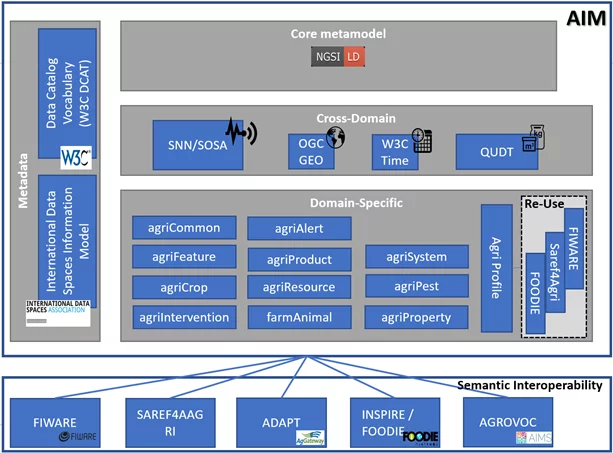 AIM
Metadata
Data Catalog
Vocabulary
(W3C DCAT)
W3C
International Data
Spaces Information
Model
INTERNATIONAL DATA
SPACES ASSOCIATION
Core metamodel
NGSI LD
Cross-Domain
SNN/SOSA
OGC
GEO
W3C
Time
QUDT
kg
m³
Domain-Specific
agriCommon
agriAlert
agriFeature
agriProduct
agriSystem
agriCrop
agriResource
agriPest
agriIntervention
farmAnimal
agriProperty
Agri Profile
Re-Use
FOODIE
Saref4Agri
FIWARE
Semantic Interoperability
FIWARE
FIWARE
SAREF4AAG
RI
ADAPT
AgGateway
INSPIRE /
FOODIE
FOODIE
AGROVOC
AIMS